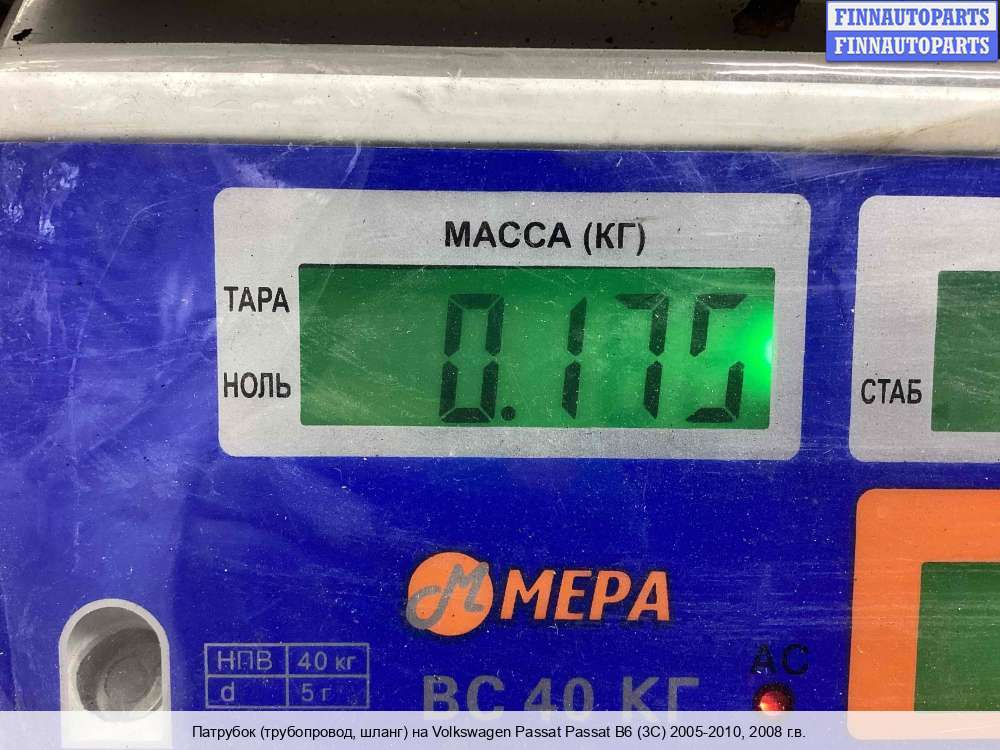 FINNAUTOPARTS
FINNAUTOPARTS
МАССА (КГ)
ТАРА
НОЛЬ
0.175
СТАБ
М МЕРА
НПВ 40 кг
d 5 г
ВС 40 КГ
AC
Патрубок (трубопровод, шланг) на Volkswagen Passat Passat B6 (3C) 2005-2010, 2008 г.в.